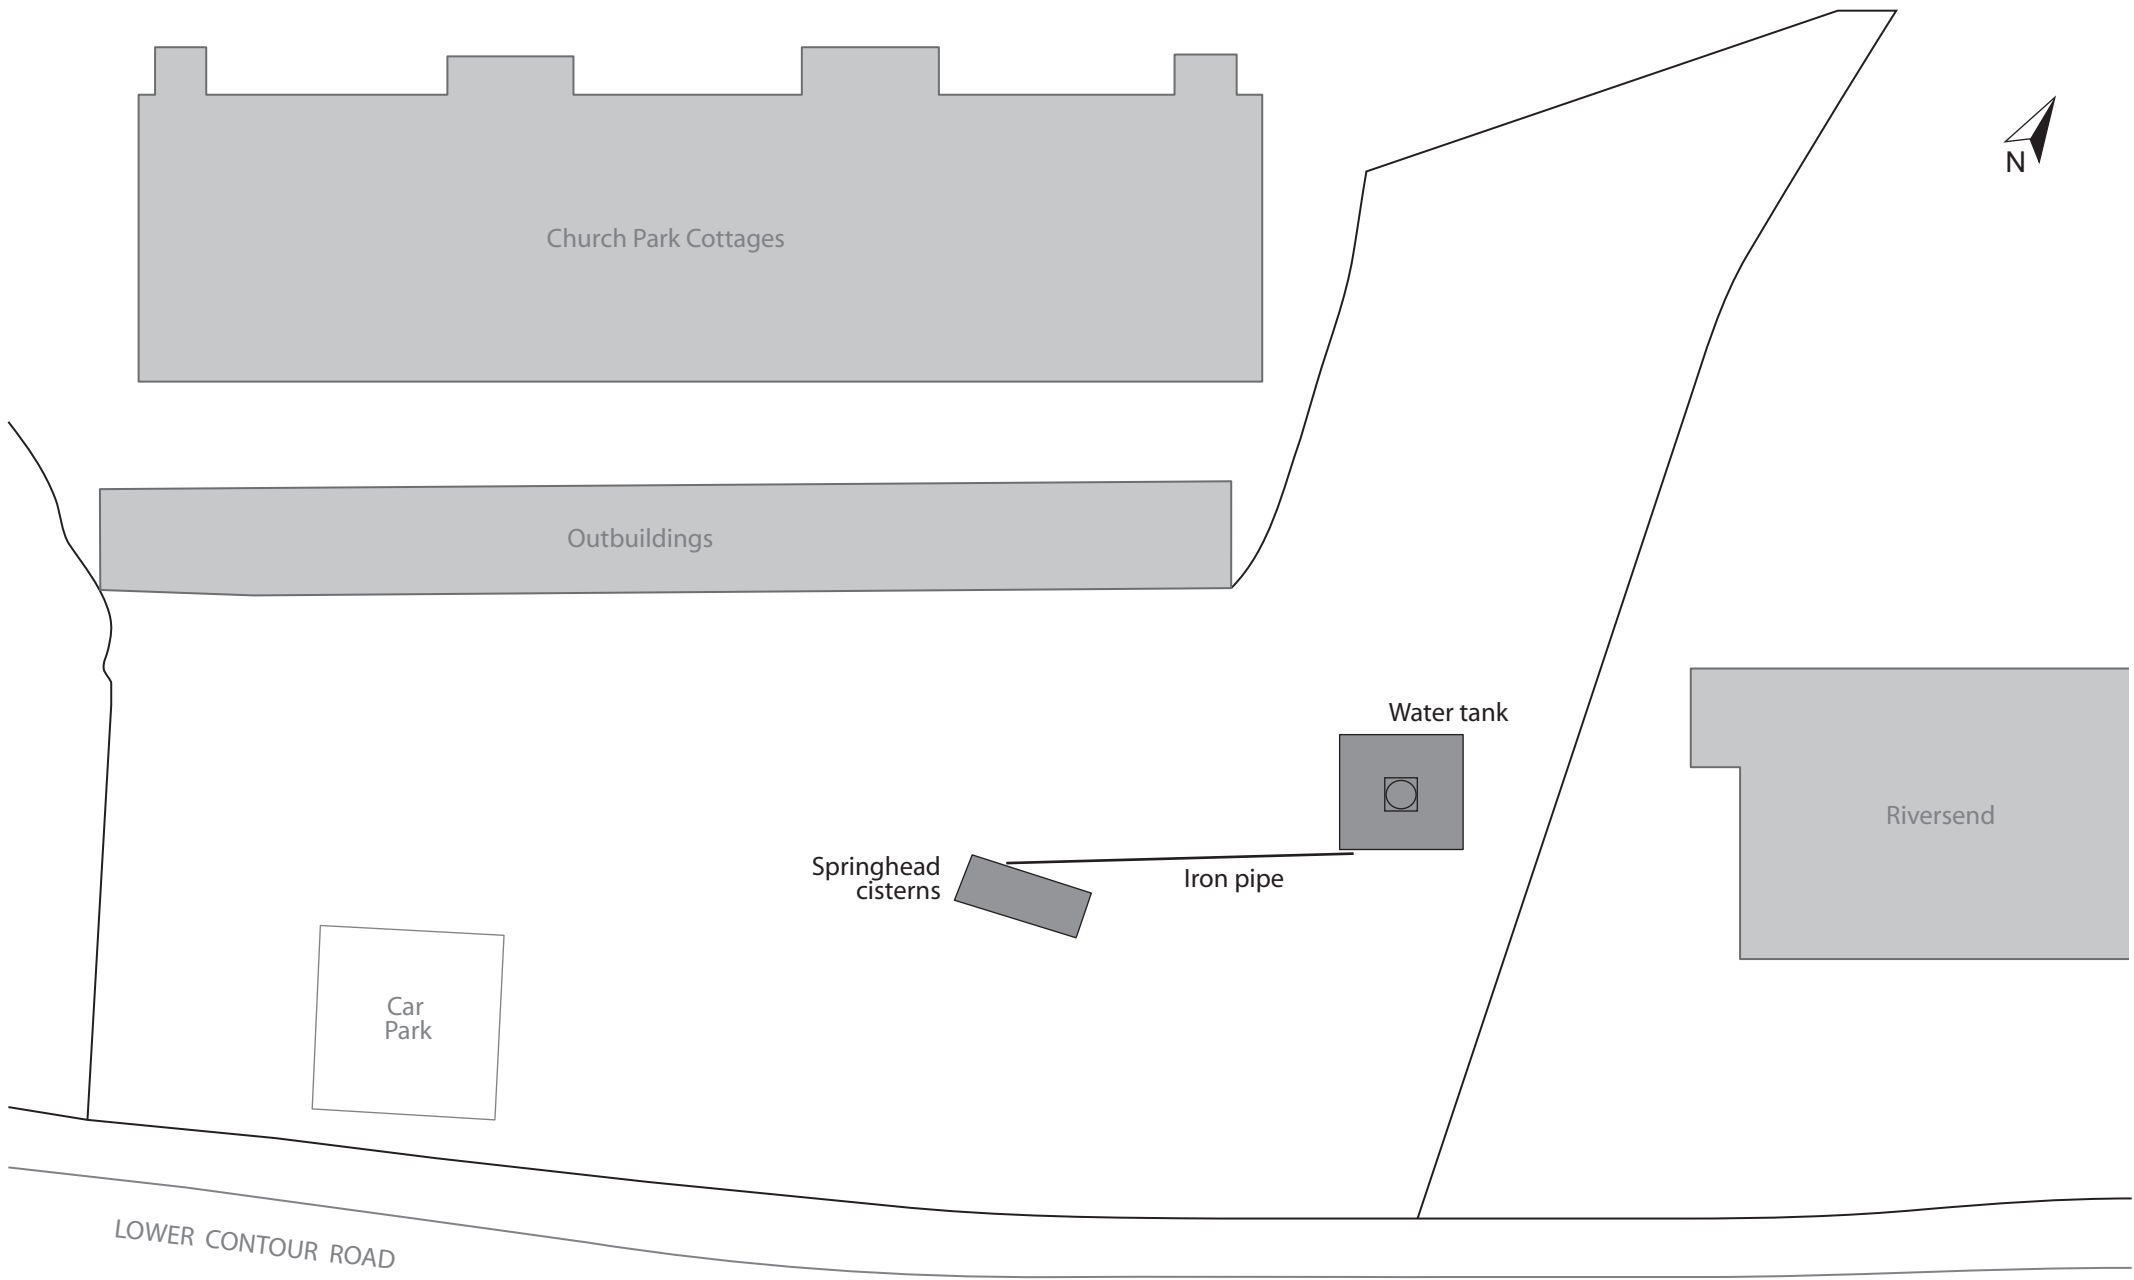 Church Park Cottages
N
Outbuildings
Water tank
Riversend
Springhead
cisterns
Iron pipe
Car
Park
LOWER CONTOUR ROAD